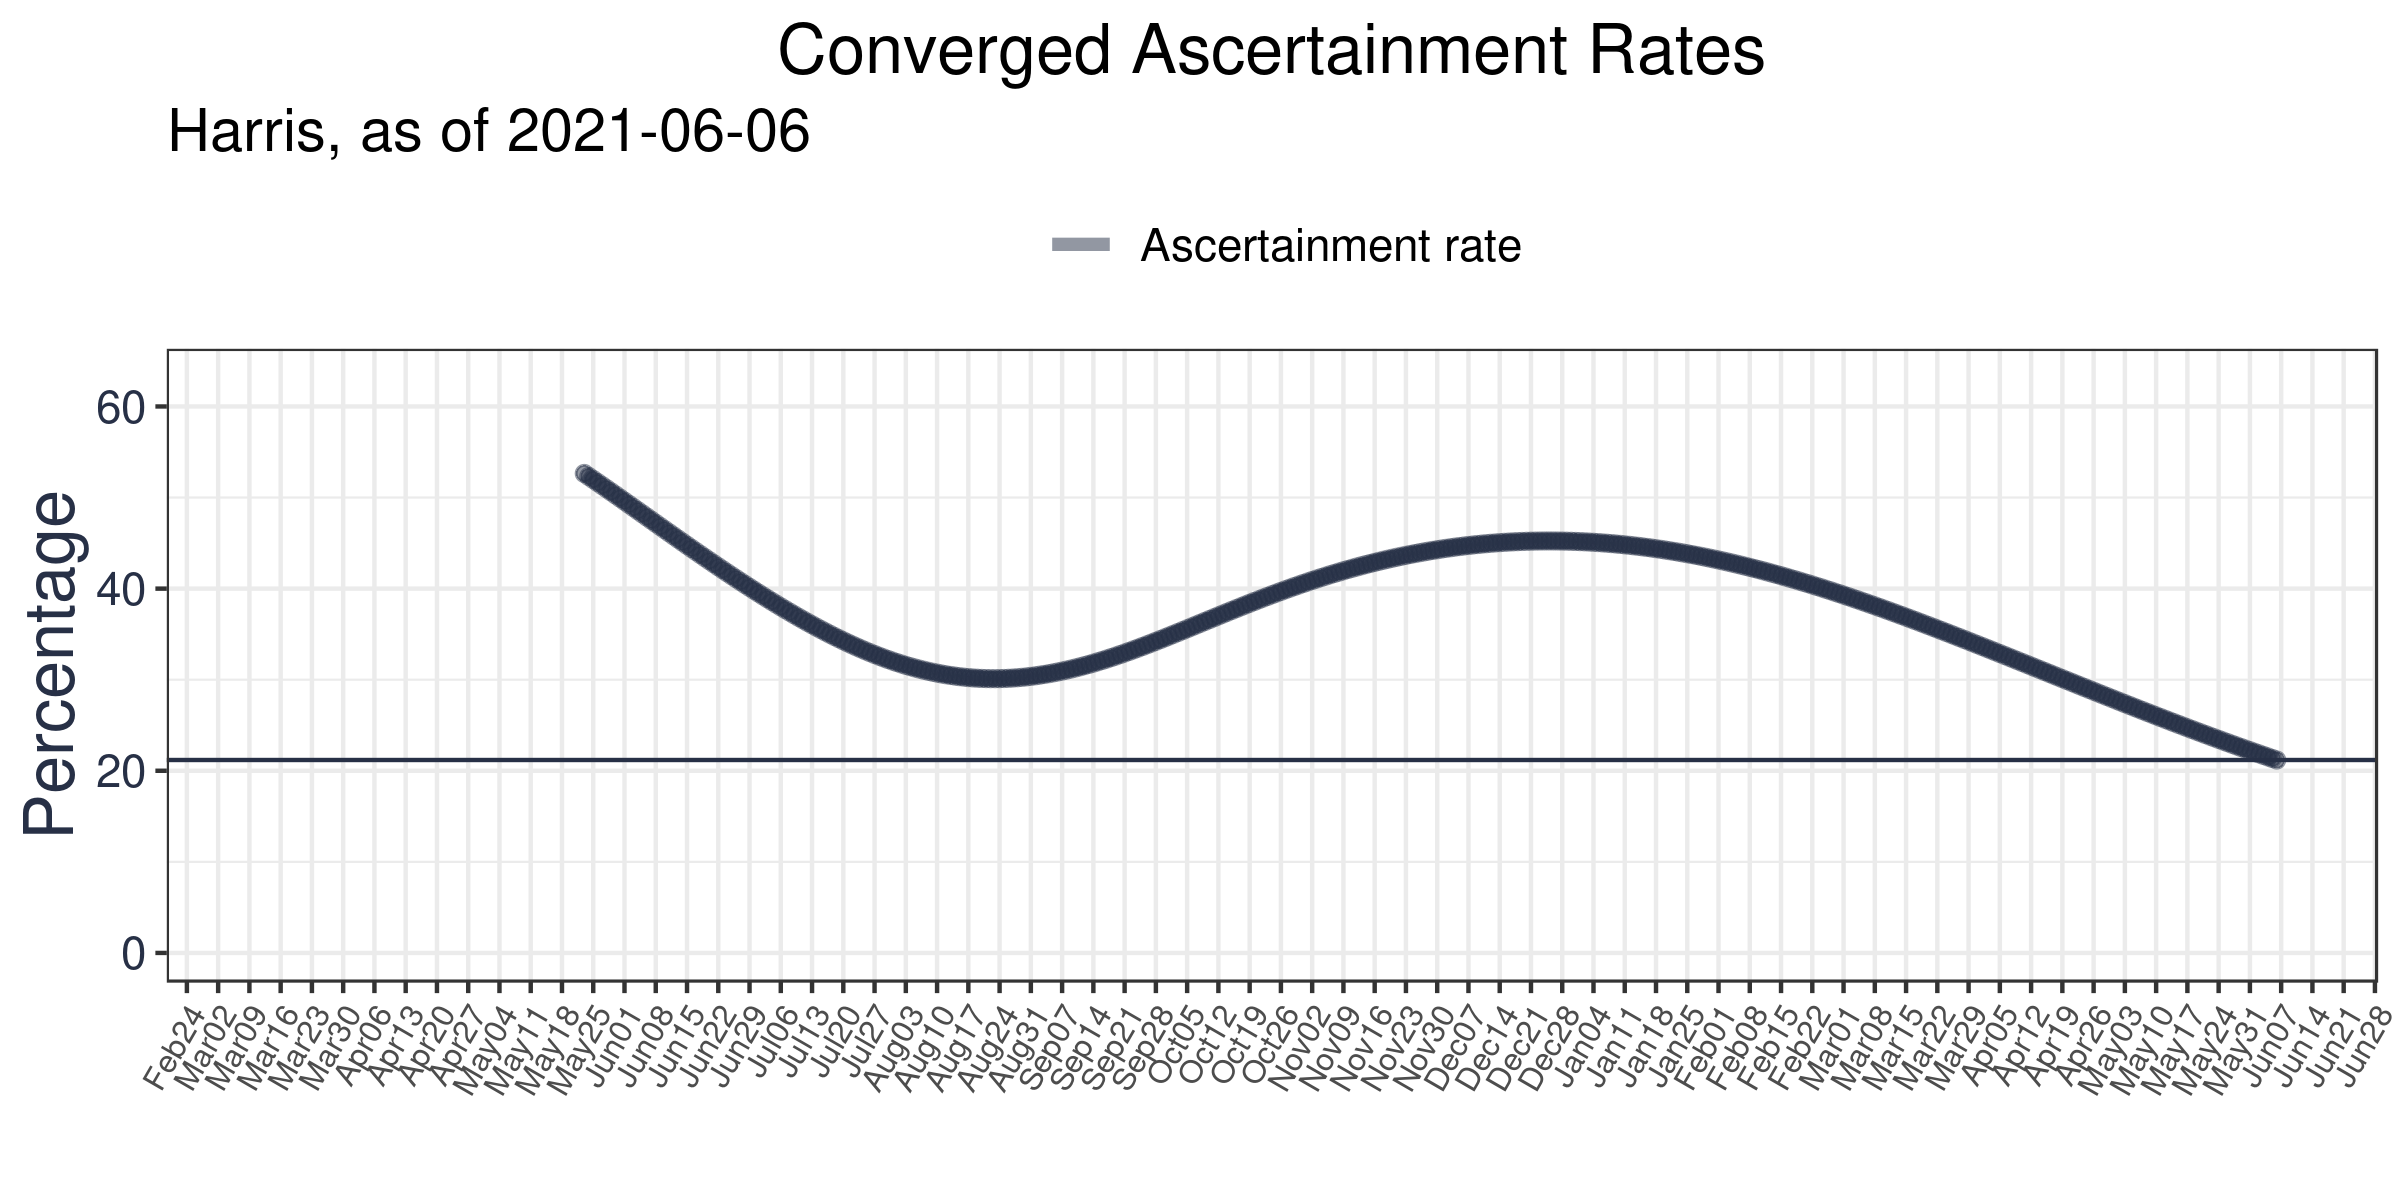 Converged Ascertainment Rates
Harris, as of 2021-06-06
Ascertainment rate
Percentage
60
40
20
0
Feb24
Mar02
Mar09
Mar16
Mar23
Mar30
Apr06
Apr13
Apr20
Apr27
May04
May11
May18
May25
Jun01
Jun08
Jun15
Jun22
Jun29
Jul06
Jul13
Jul20
Jul27
Aug03
Aug10
Aug17
Aug24
Aug31
Sep07
Sep14
Sep21
Sep28
Oct05
Oct12
Oct19
Oct26
Nov02
Nov09
Nov16
Nov23
Nov30
Dec07
Dec14
Dec21
Dec28
Jan04
Jan11
Jan18
Jan25
Feb01
Feb08
Feb15
Feb22
Mar01
Mar08
Mar15
Mar22
Mar29
Apr05
Apr12
Apr19
Apr26
May03
May10
May17
May24
May31
Jun07
Jun14
Jun21
Jun28